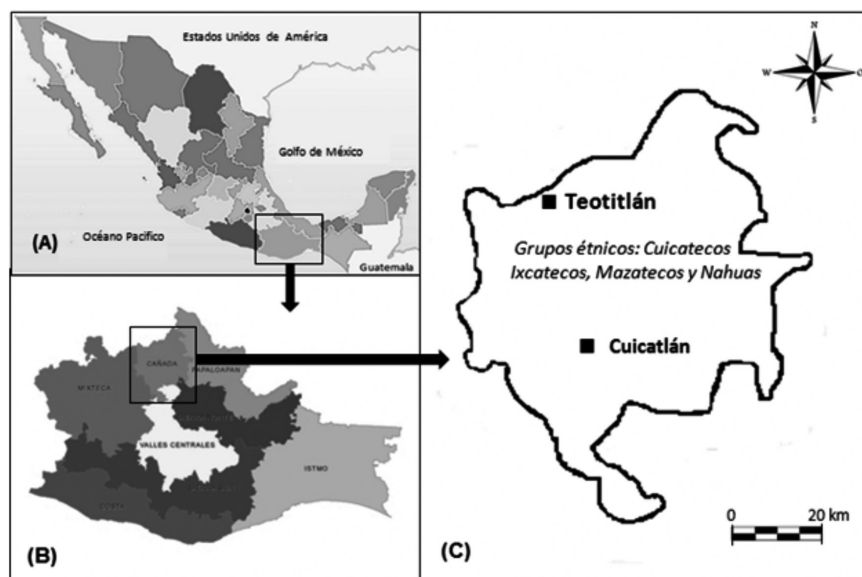 Estados Unidos de América
Golfo de México
(A)
Océano Pacífico
Guatemala
CAÑADA
PAPALOAPAN
MIXTECA
VALLES CENTRALES
ISTMO
COSTA
(B)
N
W
O
S
Teotitlán
Grupos étnicos: Cuicatecos
Ixcatecos, Mazatecos y Nahuas
Cuicatlán
0 20 km
(C)